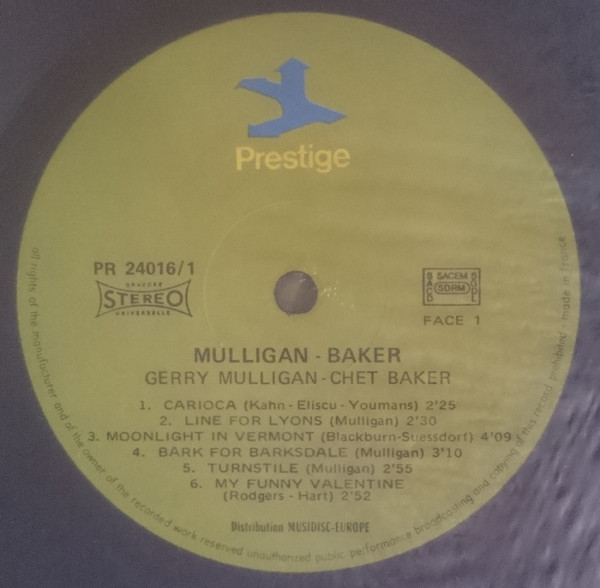 Prestige
PR 24016/1
GRAVURE
STEREO
UNIVERSELLE
SACEM
SDRM
SACD
SGDL
FACE 1
MULLIGAN - BAKER
GERRY MULLIGAN - CHET BAKER
1. CARIOCA (Kahn - Eliscu - Youmans) 2'25
2. LINE FOR LYONS (Mulligan) 2'30
3. MOONLIGHT IN VERMONT (Blackburn-Suessdorf) 4'09
4. BARK FOR BARKSDALE (Mulligan) 3'10
5. TURNSTILE (Mulligan) 2'55
6. MY FUNNY VALENTINE
(Rodgers - Hart) 2'52
Distribution MUSIDISC-EUROPE
all rights of the manufacturer and of the owner of the recorded work reserved unauthorized public performance broadcasting and copying of this record prohibited made in france